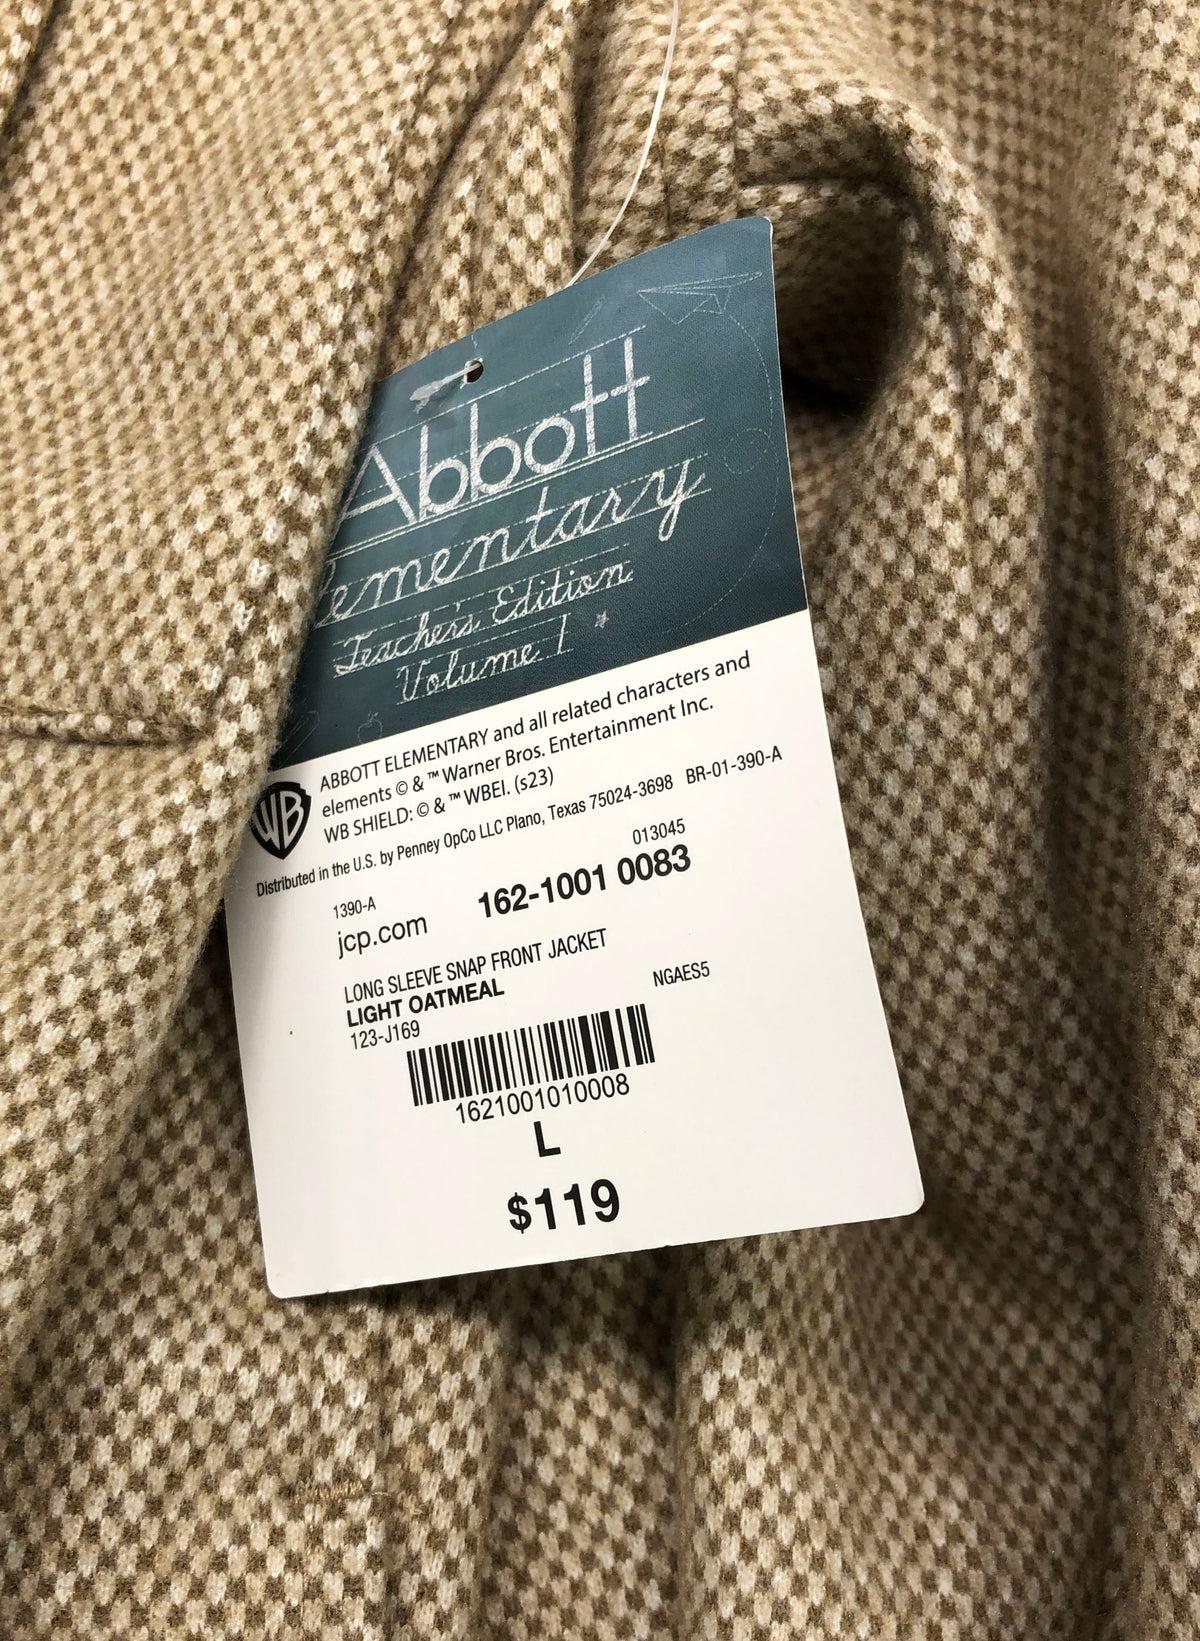 Abbott
lementary
Teacher's Edition
Volume 1
ABBOTT ELEMENTARY and all related characters and
elements © & ™ Warner Bros. Entertainment Inc.
WB SHIELD: © & ™ WBEI. (s23)
WB
Distributed in the U.S. by Penney OpCo LLC Plano, Texas 75024-3698 BR-01-390-A
013045
1390-A
162-1001 0083
jcp.com
LONG SLEEVE SNAP FRONT JACKET
LIGHT OATMEAL
NGAES5
123-J169
1621001010008
L
$119